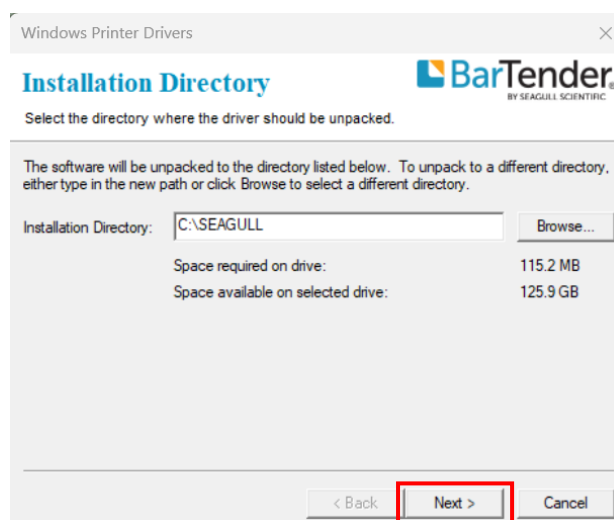 Windows Printer Drivers
Installation Directory
BarTender®
BY SEAGULL SCIENTIFIC
Select the directory where the driver should be unpacked.
The software will be unpacked to the directory listed below. To unpack to a different directory,
either type in the new path or click Browse to select a different directory.
Installation Directory: C:\SEAGULL Browse...
Space required on drive: 115.2 MB
Space available on selected drive: 125.9 GB
< Back Next > Cancel